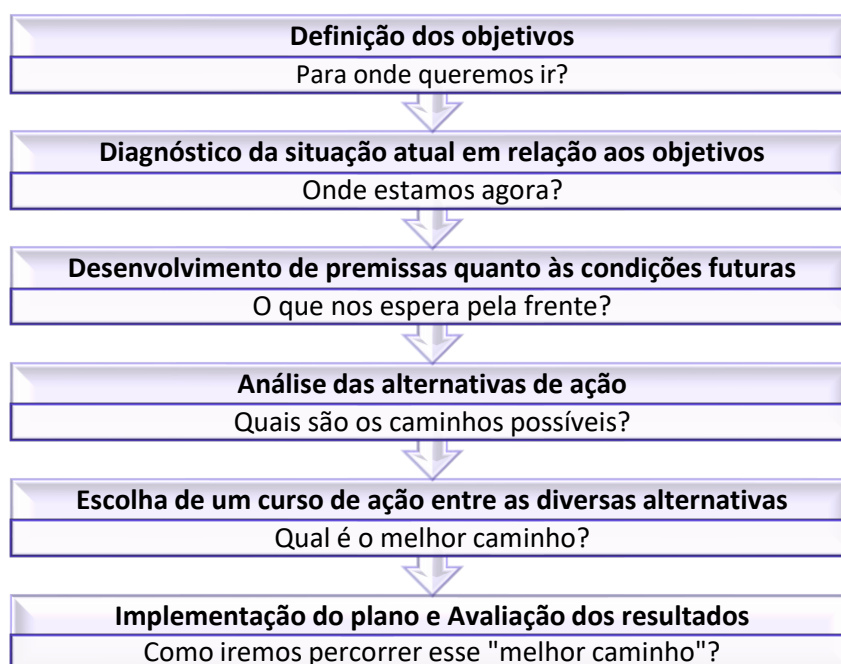 Definição dos objetivos
Para onde queremos ir?
Diagnóstico da situação atual em relação aos objetivos
Onde estamos agora?
Desenvolvimento de premissas quanto às condições futuras
O que nos espera pela frente?
Análise das alternativas de ação
Quais são os caminhos possíveis?
Escolha de um curso de ação entre as diversas alternativas
Qual é o melhor caminho?
Implementação do plano e Avaliação dos resultados
Como iremos percorrer esse "melhor caminho"?